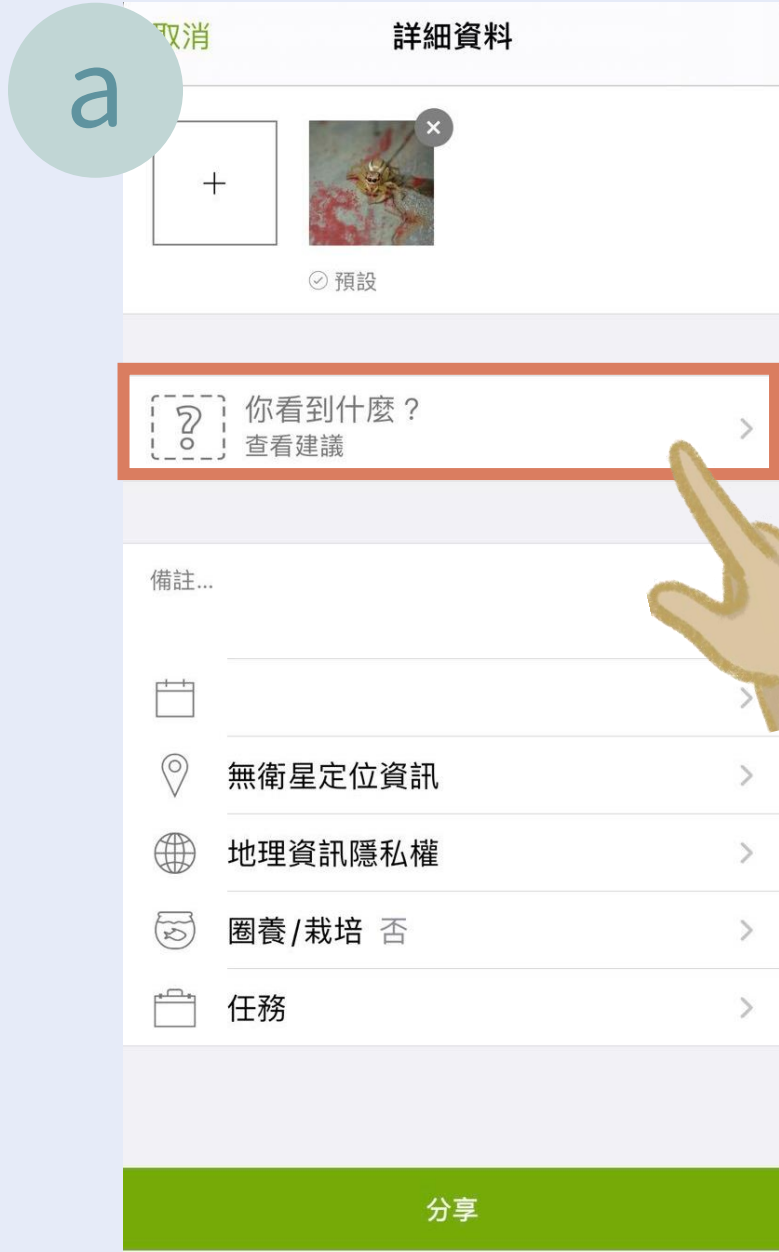 a
取消
詳細資料
+
預設
你看到什麼？
查看建議
備註...
無衛星定位資訊
地理資訊隱私權
圈養/栽培 否
任務
分享